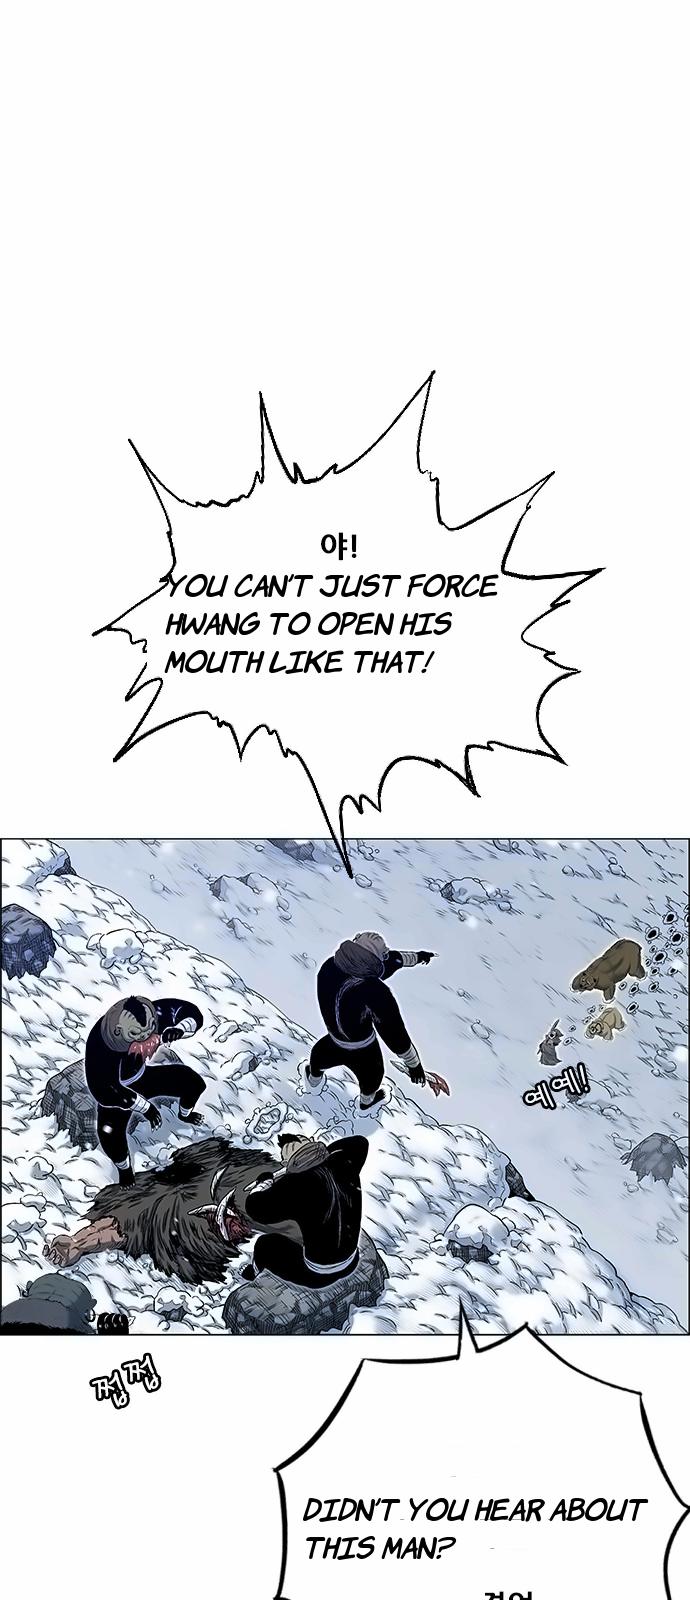 야!
YOU CAN'T JUST FORCE
HWANG TO OPEN HIS
MOUTH LIKE THAT!
예예!
쩝쩝
DIDN'T YOU HEAR ABOUT
THIS MAN?